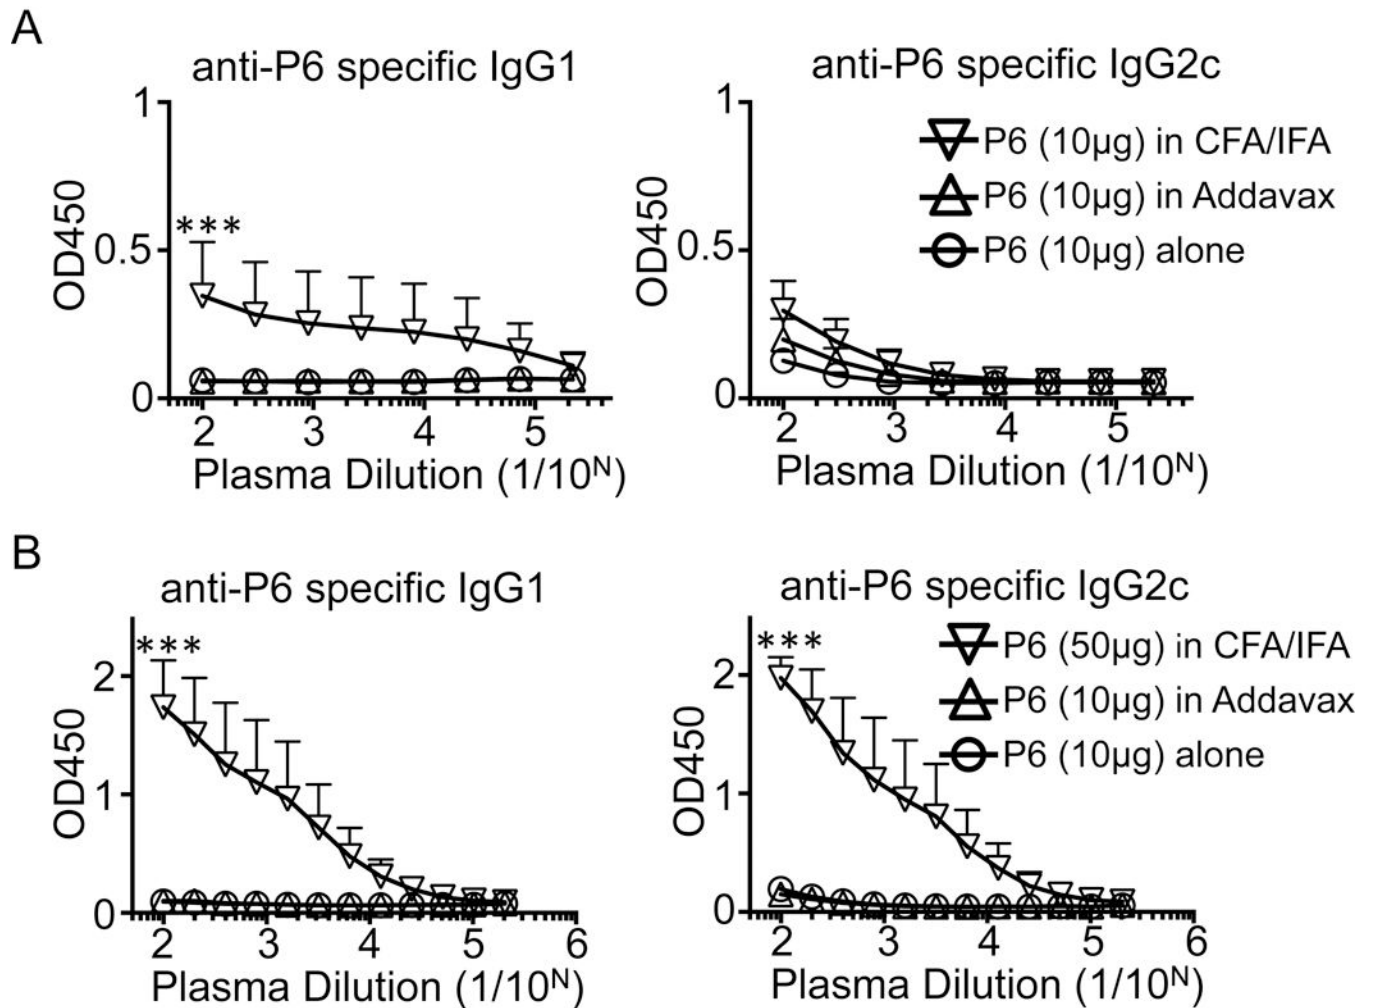 A
anti-P6 specific IgG1
1
0.5
0
OD450
***
2 3 4 5
Plasma Dilution (1/10ᴺ)
anti-P6 specific IgG2c
1
0.5
0
OD450
P6 (10µg) in CFA/IFA
P6 (10µg) in Addavax
P6 (10µg) alone
2 3 4 5
Plasma Dilution (1/10ᴺ)
B
anti-P6 specific IgG1
2
1
0
OD450
***
2 3 4 5 6
Plasma Dilution (1/10ᴺ)
anti-P6 specific IgG2c
2
1
0
OD450
***
P6 (50µg) in CFA/IFA
P6 (10µg) in Addavax
P6 (10µg) alone
2 3 4 5 6
Plasma Dilution (1/10ᴺ)